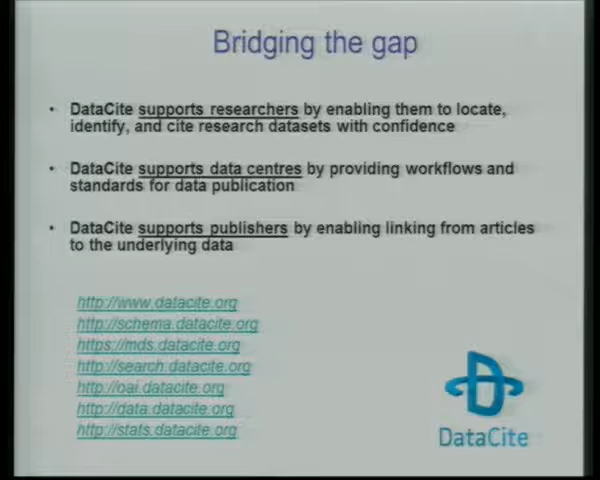 Bridging the gap
• DataCite supports researchers by enabling them to locate,
identify, and cite research datasets with confidence
• DataCite supports data centres by providing workflows and
standards for data publication
• DataCite supports publishers by enabling linking from articles
to the underlying data
http://www.datacite.org
http://schema.datacite.org
https://mds.datacite.org
http://search.datacite.org
http://oai.datacite.org
http://data.datacite.org
http://stats.datacite.org
DataCite